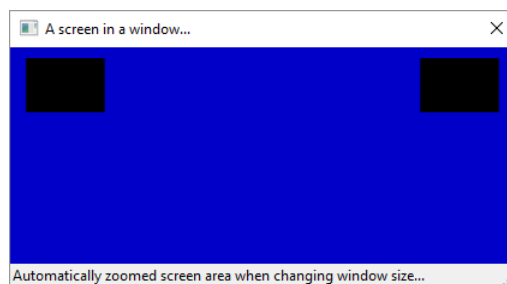 A screen in a window...
Automatically zoomed screen area when changing window size...